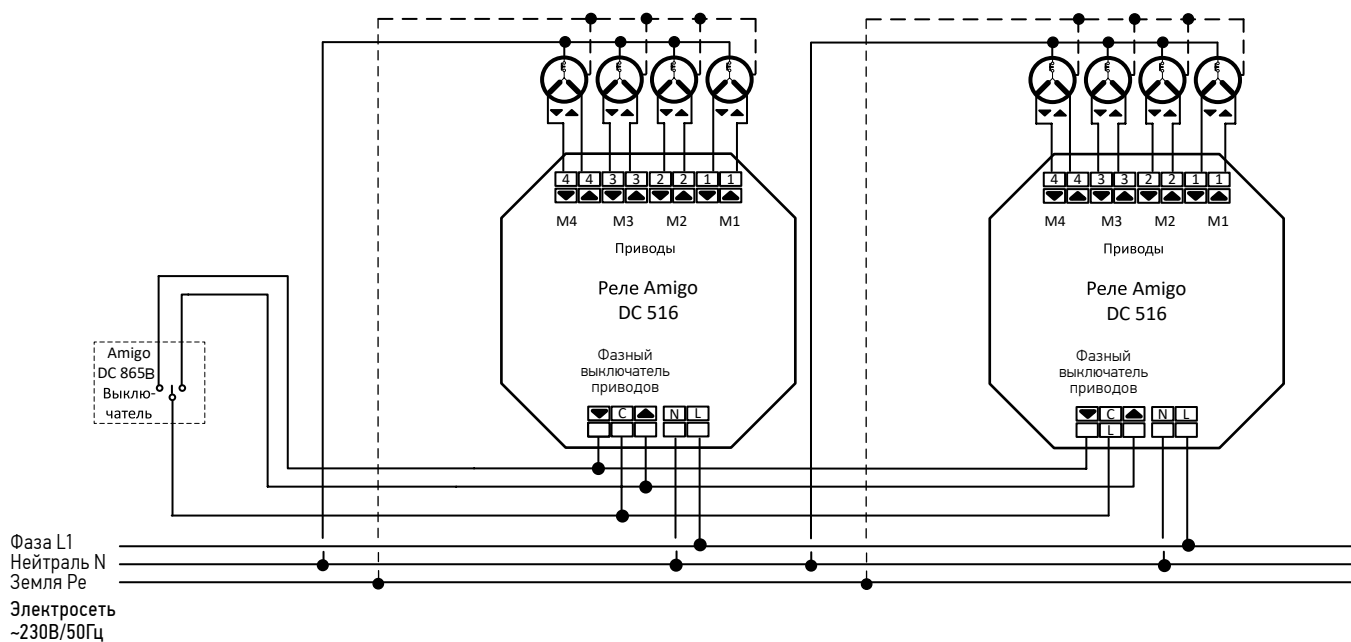 4 4 3 3 2 2 1 1
M4 M3 M2 M1
Приводы
Реле Amigo
DC 516
Фазный
выключатель
приводов
C N L
4 4 3 3 2 2 1 1
M4 M3 M2 M1
Приводы
Реле Amigo
DC 516
Фазный
выключатель
приводов
C N L
L
Amigo
DC 865B
Выклю-
чатель
Фаза L1
Нейтраль N
Земля Pe
Электросеть
~230В/50Гц